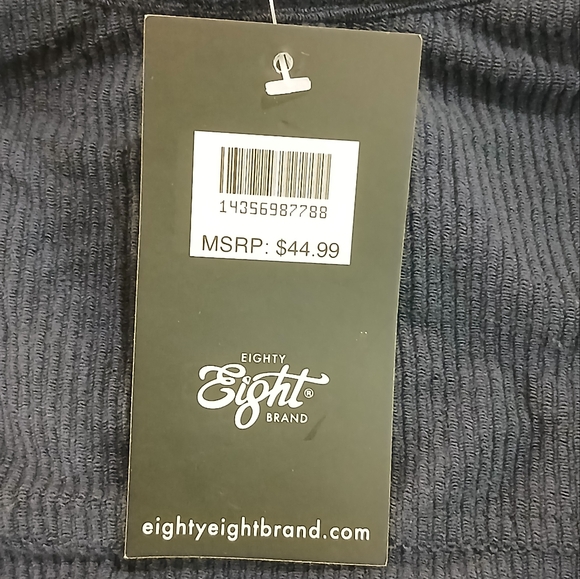 14356987788
MSRP: $44.99
EIGHTY
Eight®
BRAND
eightyeightbrand.com